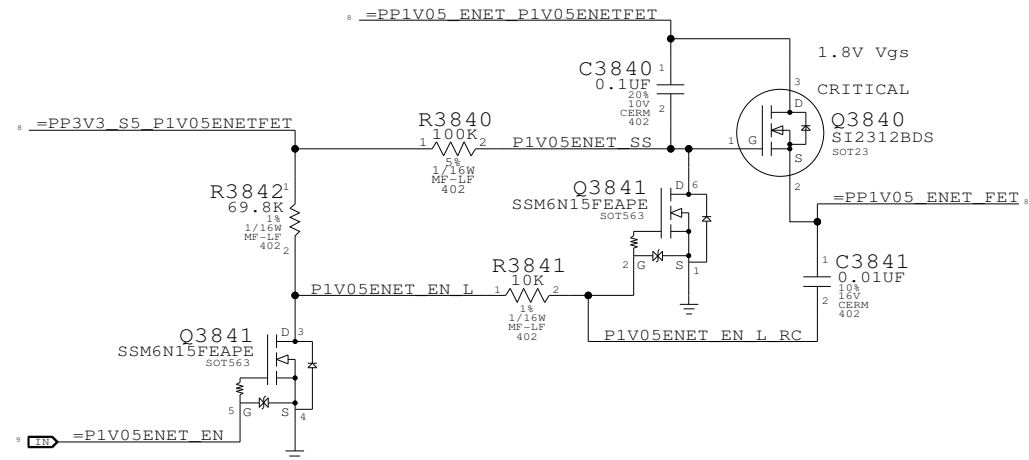 8 =PP1V05_ENET_P1V05ENETFET
1.8V Vgs
C3840
0.1UF
20%
10V
CERM
402
1
2
3
CRITICAL
D
Q3840
SI2312BDS
SOT23
1 G
S
2
8 =PP3V3_S5_P1V05ENETFET
R3840
100K
1 2
5%
1/16W
MF-LF
402
P1V05ENET_SS
R3842
69.8K
1%
1/16W
MF-LF
402
1
2
Q3841
SSM6N15FEAPE
SOT563
D 6
2 G S 1
=PP1V05_ENET_FET 8
C3841
0.01UF
10%
16V
CERM
402
1
2
P1V05ENET_EN_L
R3841
10K
1 2
1%
1/16W
MF-LF
402
P1V05ENET_EN_L_RC
Q3841
SSM6N15FEAPE
SOT563
D 3
5 G S 4
9 IN =P1V05ENET_EN